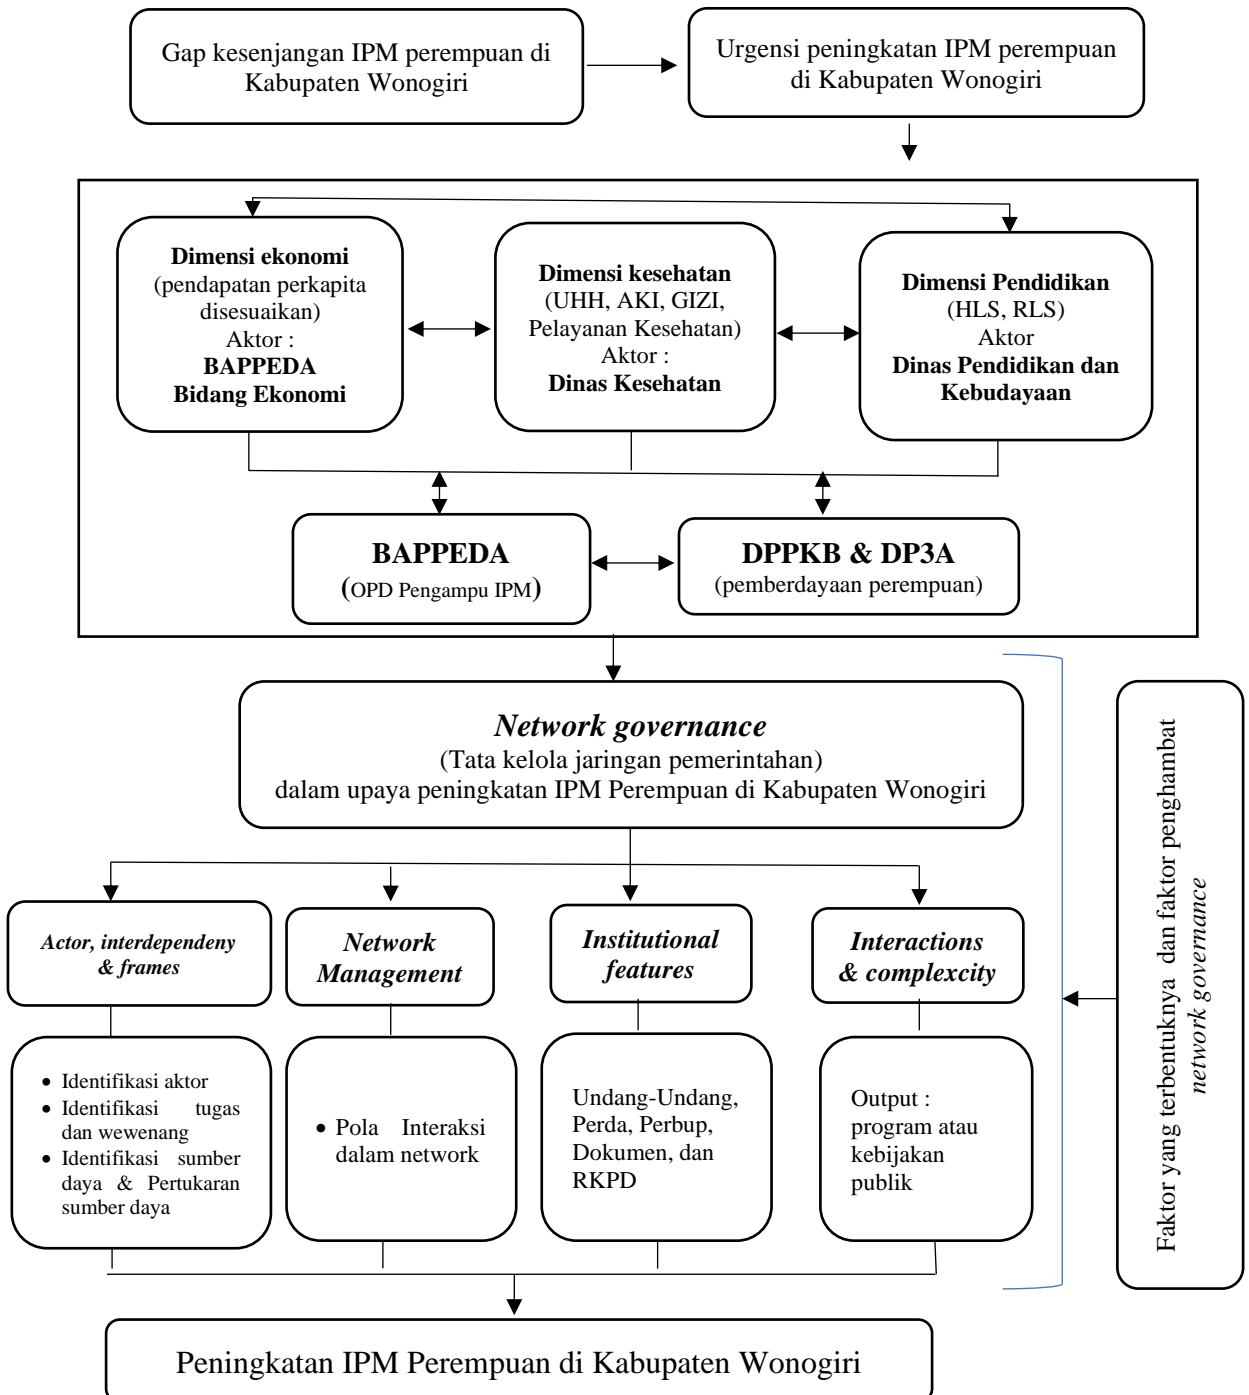 Gap kesenjangan IPM perempuan di
Kabupaten Wonogiri
Urgensi peningkatan IPM perempuan
di Kabupaten Wonogiri
Dimensi ekonomi
(pendapatan perkapita
disesuaikan)
Aktor :
BAPPEDA
Bidang Ekonomi
Dimensi kesehatan
(UHH, AKI, GIZI,
Pelayanan Kesehatan)
Aktor :
Dinas Kesehatan
Dimensi Pendidikan
(HLS, RLS)
Aktor
Dinas Pendidikan dan
Kebudayaan
BAPPEDA
(OPD Pengampu IPM)
DPPKB & DP3A
(pemberdayaan perempuan)
Network governance
(Tata kelola jaringan pemerintahan)
dalam upaya peningkatan IPM Perempuan di Kabupaten Wonogiri
Faktor yang terbentuknya dan faktor penghambat
network governance
Actor, interdependeny
& frames
Network
Management
Institutional
features
Interactions
& complexcity
• Identifikasi aktor
• Identifikasi tugas
dan wewenang
• Identifikasi sumber
daya & Pertukaran
sumber daya
• Pola Interaksi
dalam network
Undang-Undang,
Perda, Perbup,
Dokumen, dan
RKPD
Output :
program atau
kebijakan
publik
Peningkatan IPM Perempuan di Kabupaten Wonogiri